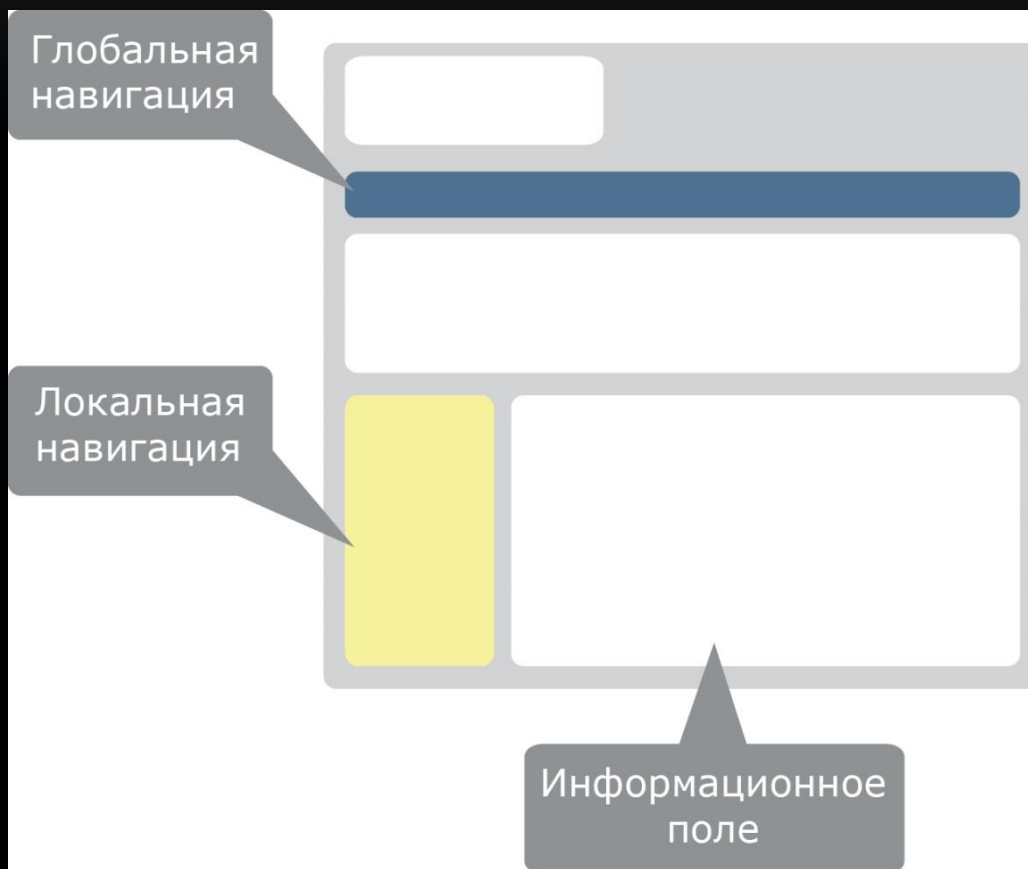 Глобальная
навигация
Локальная
навигация
Информационное
поле